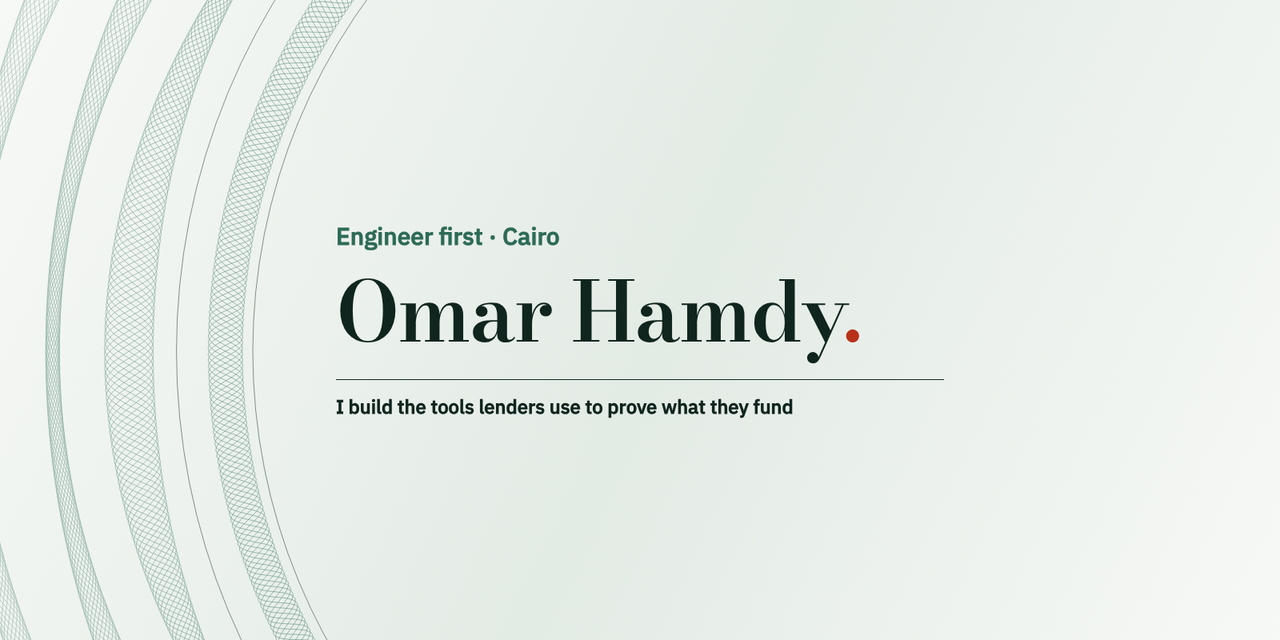 Engineer first · Cairo
Omar Hamdy.
I build the tools lenders use to prove what they fund